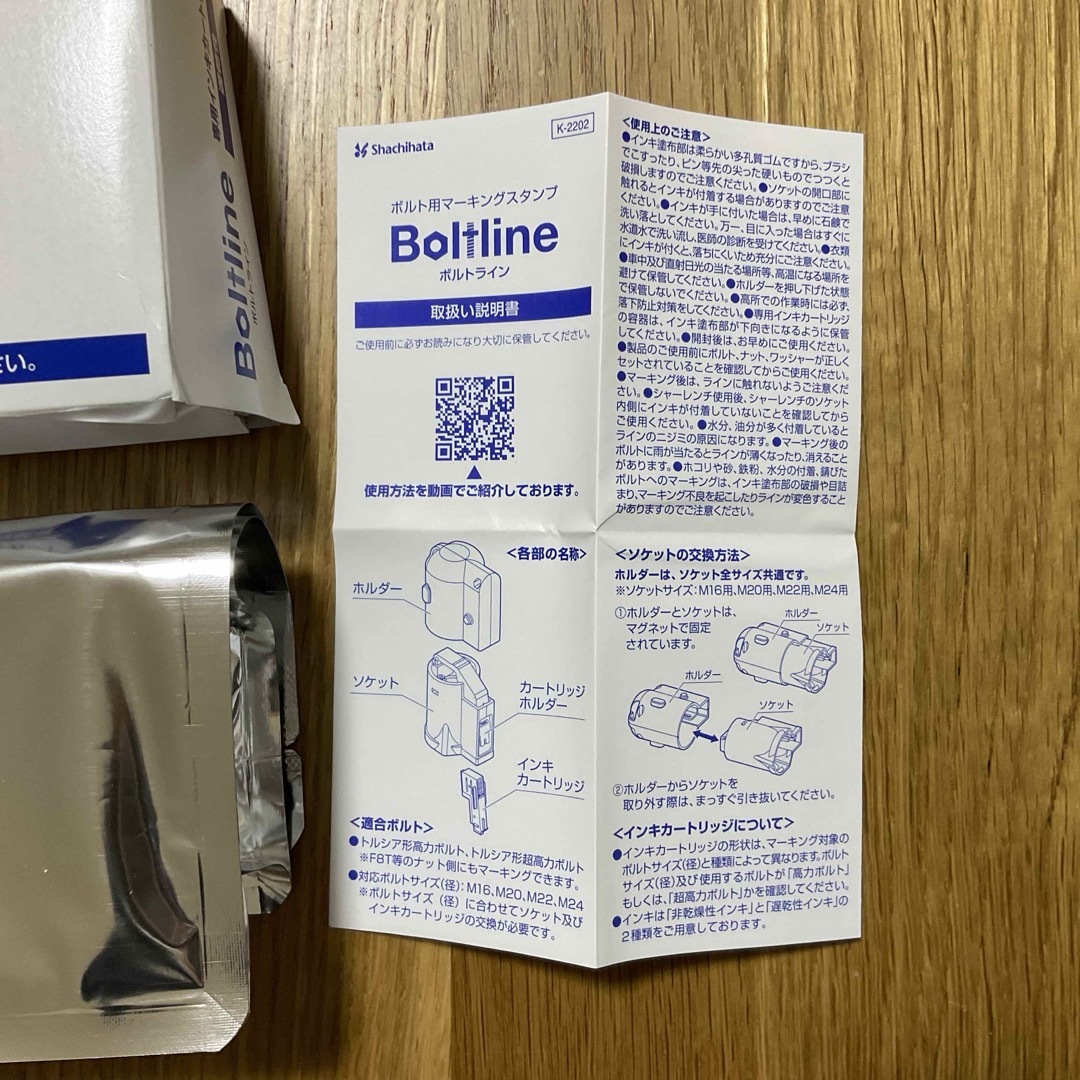 専用インキカート
Boltline
ボルトライン
さい。
Shachihata
K-2202
ボルト用マーキングスタンプ
Boltline
ボルトライン
取扱い説明書
ご使用前に必ずお読みになり大切に保管してください。
使用方法を動画でご紹介しております。
<使用上のご注意>
●インキ塗布部は柔らかい多孔質ゴムですから、ブラシ
でこすったり、ピン等先の尖った硬いものでつつくと
破損しますのでご注意ください。●ソケットの開口部に
触れるとインキが付着する場合がありますのでご注意
ください。●インキが手に付いた場合は、早めに石鹸で
洗い落としてください。万一、目に入った場合はすぐに
水道水で洗い流し、医師の診断を受けてください。●衣類
にインキが付くと、落ちにくいため充分にご注意ください。
●車中及び直射日光の当たる場所等、高温になる場所を
避けて保管してください。●ホルダーを押し下げた状態
で保管しないでください。●高所での作業時には必ず、
落下防止対策をしてください。●専用インキカートリッジ
の容器は、インキ塗布部が下向きになるように保管
してください。●開封後は、お早めにご使用ください。
●製品のご使用前にボルト、ナット、ワッシャーが正しく
セットされていることを確認してからご使用ください。
●マーキング後は、ラインに触れないようご注意くだ
さい。●シャーレンチ使用後、シャーレンチのソケット
内側にインキが付着していないことを確認してから
ご使用ください。●水分、油分が多く付着していると
ラインのニジミの原因になります。●マーキング後の
ボルトに雨が当たるとラインが薄くなったり、消えること
があります。●ホコリや砂、鉄粉、水分の付着、錆びた
ボルトへのマーキングは、インキ塗布部の破損や目詰
まり、マーキング不良を起こしたりラインが変色すること
がありますのでご注意ください。
<各部の名称>
ホルダー
ソケット
カートリッジ
ホルダー
インキ
カートリッジ
<適合ボルト>
●トルシア形高力ボルト、トルシア形超高力ボルト
※F8T等のナット側にもマーキングできます。
●対応ボルトサイズ(径):M16、M20、M22、M24
※ボルトサイズ(径)に合わせてソケット及び
インキカートリッジの交換が必要です。
<ソケットの交換方法>
ホルダーは、ソケット全サイズ共通です。
※ソケットサイズ:M16用、M20用、M22用、M24用
①ホルダーとソケットは、
マグネットで固定
されています。
ホルダー
ソケット
ホルダー
ソケット
②ホルダーからソケットを
取り外す際は、まっすぐ引き抜いてください。
<インキカートリッジについて>
●インキカートリッジの形状は、マーキング対象の
ボルトサイズ(径)と種類によって異なります。ボルト
サイズ(径)及び使用するボルトが「高力ボルト」
もしくは、「超高力ボルト」かを確認してください。
●インキは「非乾燥性インキ」と「遅乾性インキ」の
2種類をご用意しております。